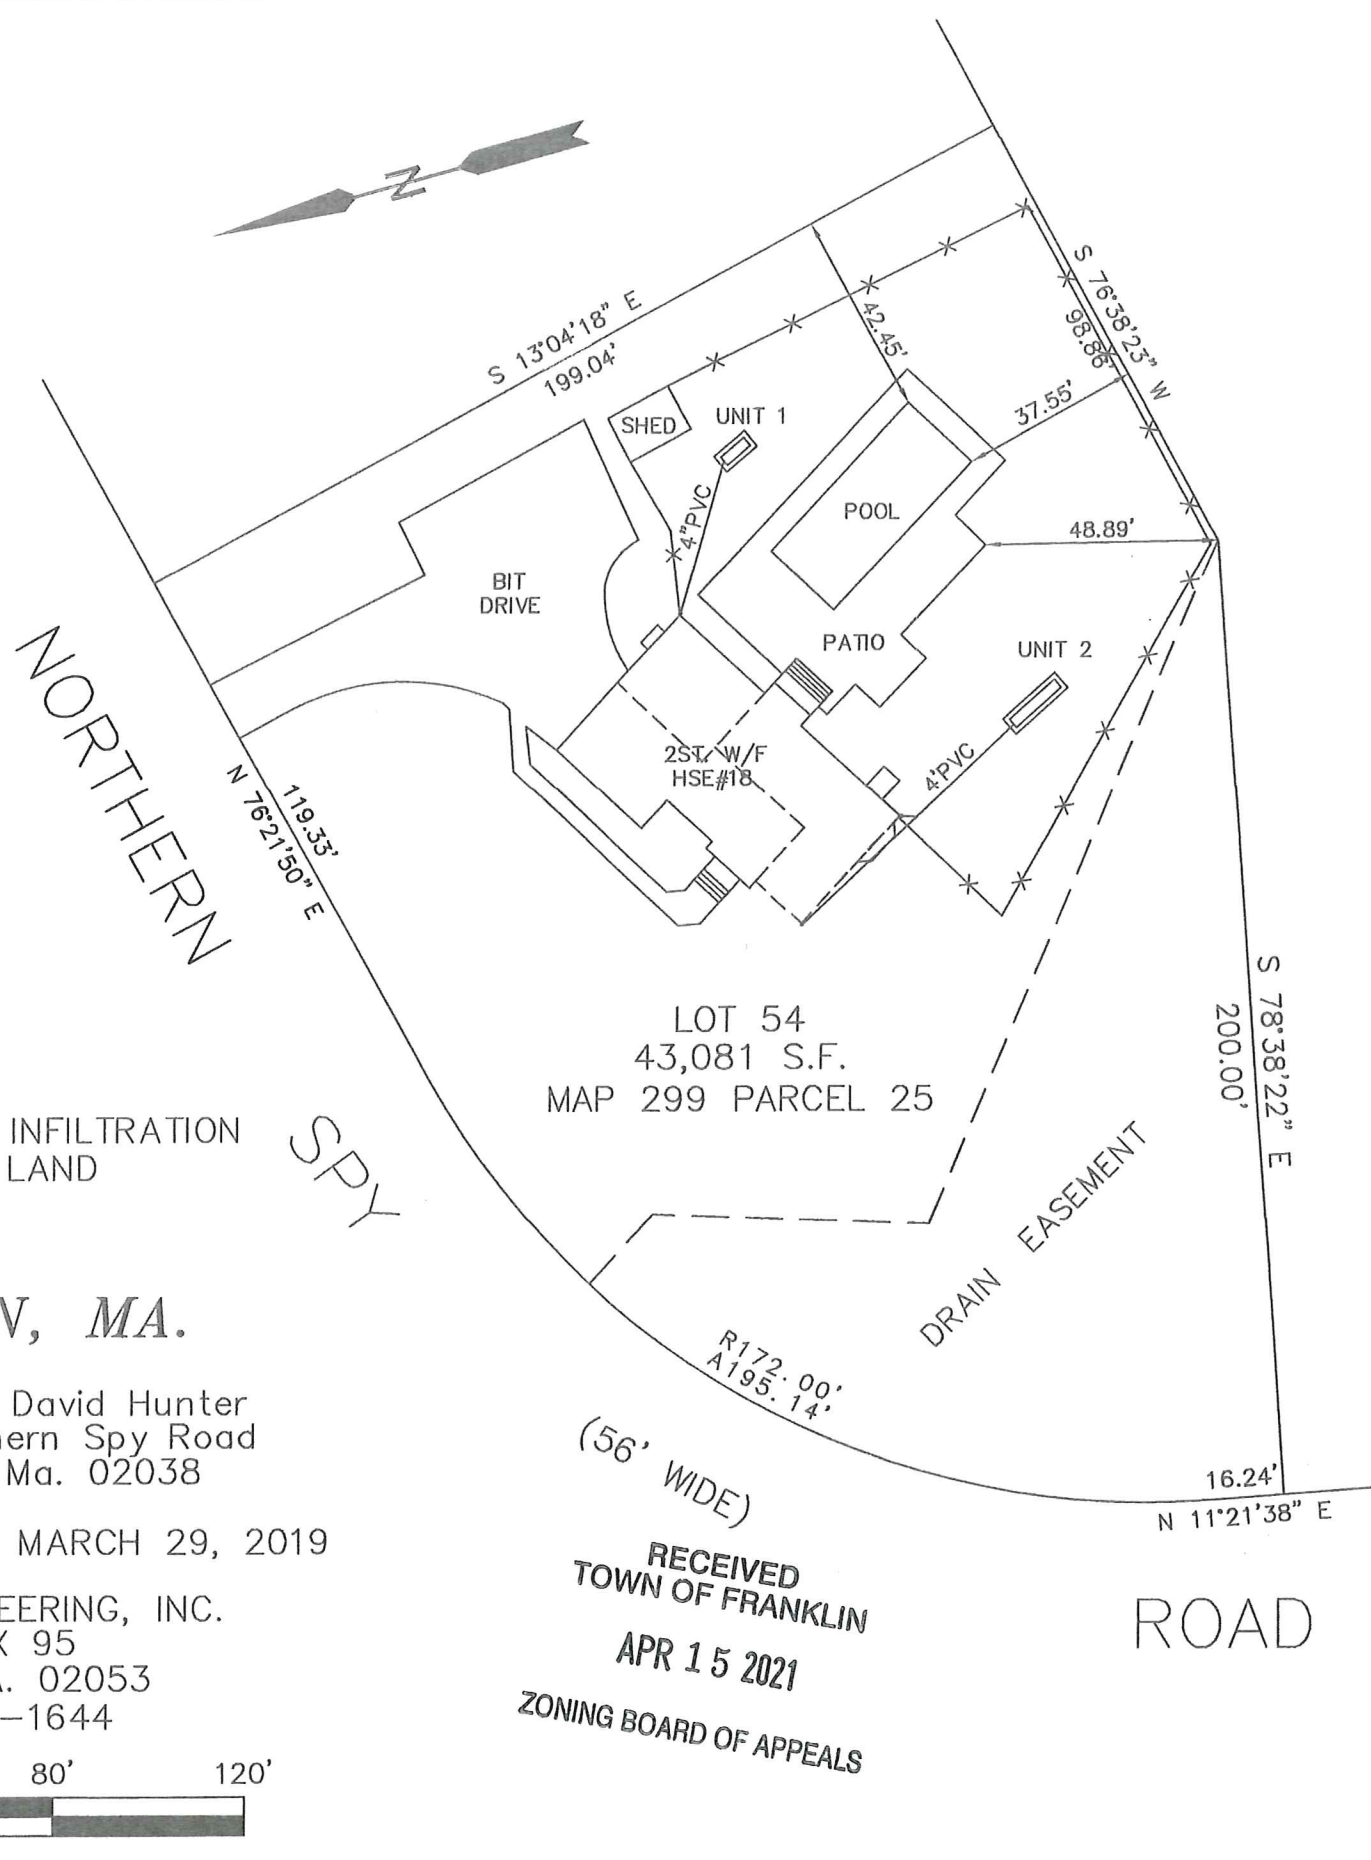 N
S 13°04'18" E
199.04'
S 76°38'23" W
98.86'
42.45'
37.55'
48.89'
SHED
UNIT 1
4"PVC
POOL
BIT
DRIVE
PATIO
UNIT 2
4'PVC
2ST. W/F
HSE#18
NORTHERN
119.33'
N 76°21'50" E
LOT 54
43,081 S.F.
MAP 299 PARCEL 25
S 78°38'22" E
200.00'
INFILTRATION
LAND
SPY
DRAIN EASEMENT
N, MA.
R172.00'
A195.14'
David Hunter
hern Spy Road
Ma. 02038
(56' WIDE)
16.24'
N 11°21'38" E
MARCH 29, 2019
RECEIVED
TOWN OF FRANKLIN
APR 15 2021
ZONING BOARD OF APPEALS
ROAD
EERING, INC.
X 95
A. 02053
-1644
80' 120'